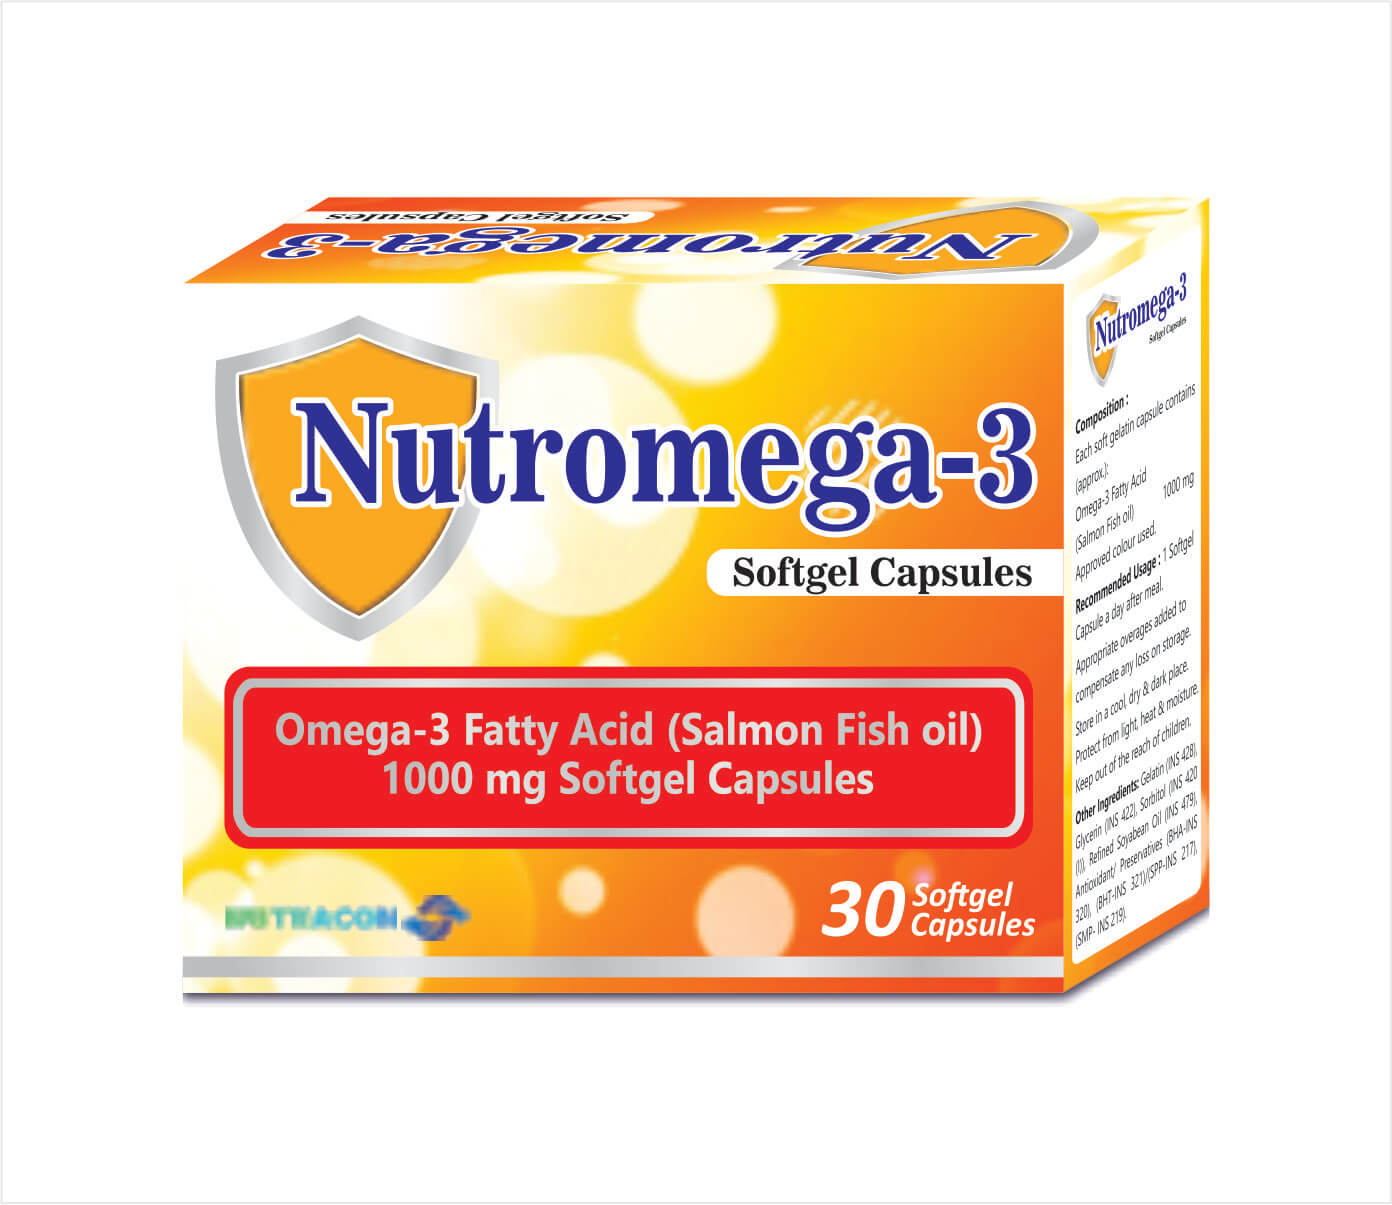 Softgel Capsules
Nutromega-3
Nutromega-3
Softgel Capsules
Omega-3 Fatty Acid (Salmon Fish oil)
1000 mg Softgel Capsules
30 Softgel
Capsules
NUTRACON
Nutromega-3
Softgel Capsules
Composition :
Each soft gelatin capsule contains
(approx.):
Omega-3 Fatty Acid 1000 mg
(Salmon Fish oil)
Approved colour used.
Recommended Usage : 1 Softgel
Capsule a day after meal.
Appropriate overages added to
compensate any loss on storage.
Store in a cool, dry & dark place.
Protect from light, heat & moisture.
Keep out of the reach of children.
Other Ingredients: Gelatin (INS 428),
Glycerin (INS 422), Sorbitol (INS 420
(I)), Refined Soyabean Oil (INS 479),
Antioxidant/ Preservatives (BHA-INS
320), (BHT-INS 321)/(SPP-INS 217),
(SMP- INS 219).